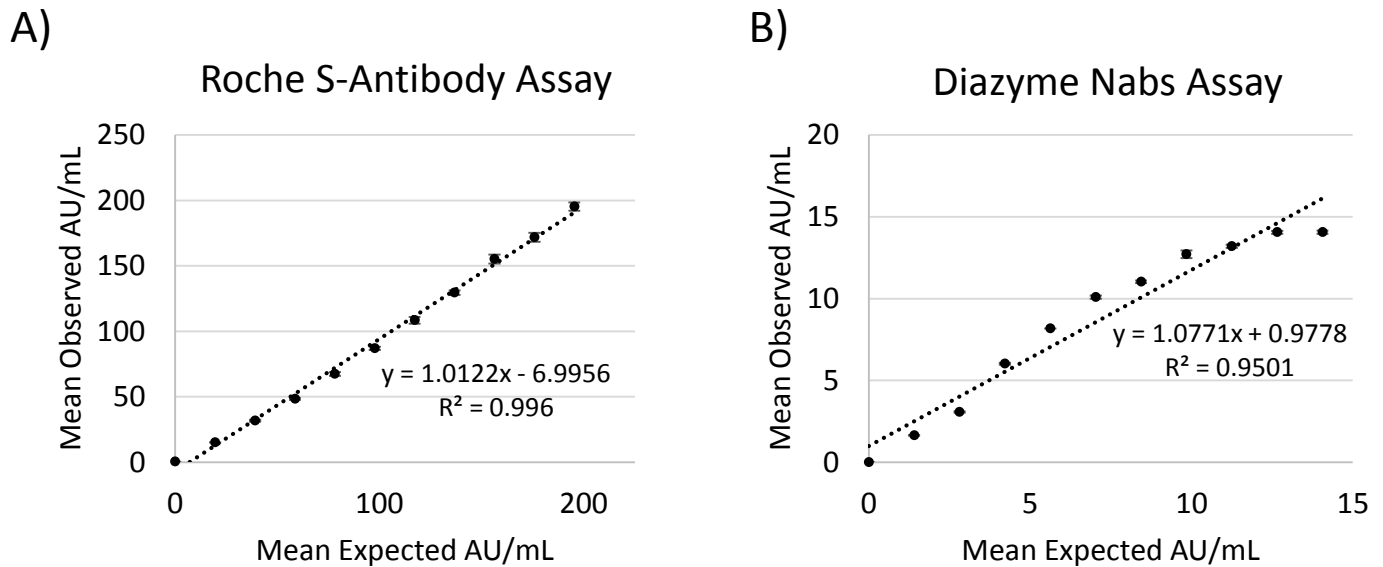 A)
Roche S-Antibody Assay
Mean Observed AU/mL
250
200
150
100
50
0
y = 1.0122x - 6.9956
R² = 0.996
0 100 200
Mean Expected AU/mL
B)
Diazyme Nabs Assay
Mean Observed AU/mL
20
15
10
5
0
y = 1.0771x + 0.9778
R² = 0.9501
0 5 10 15
Mean Expected AU/mL